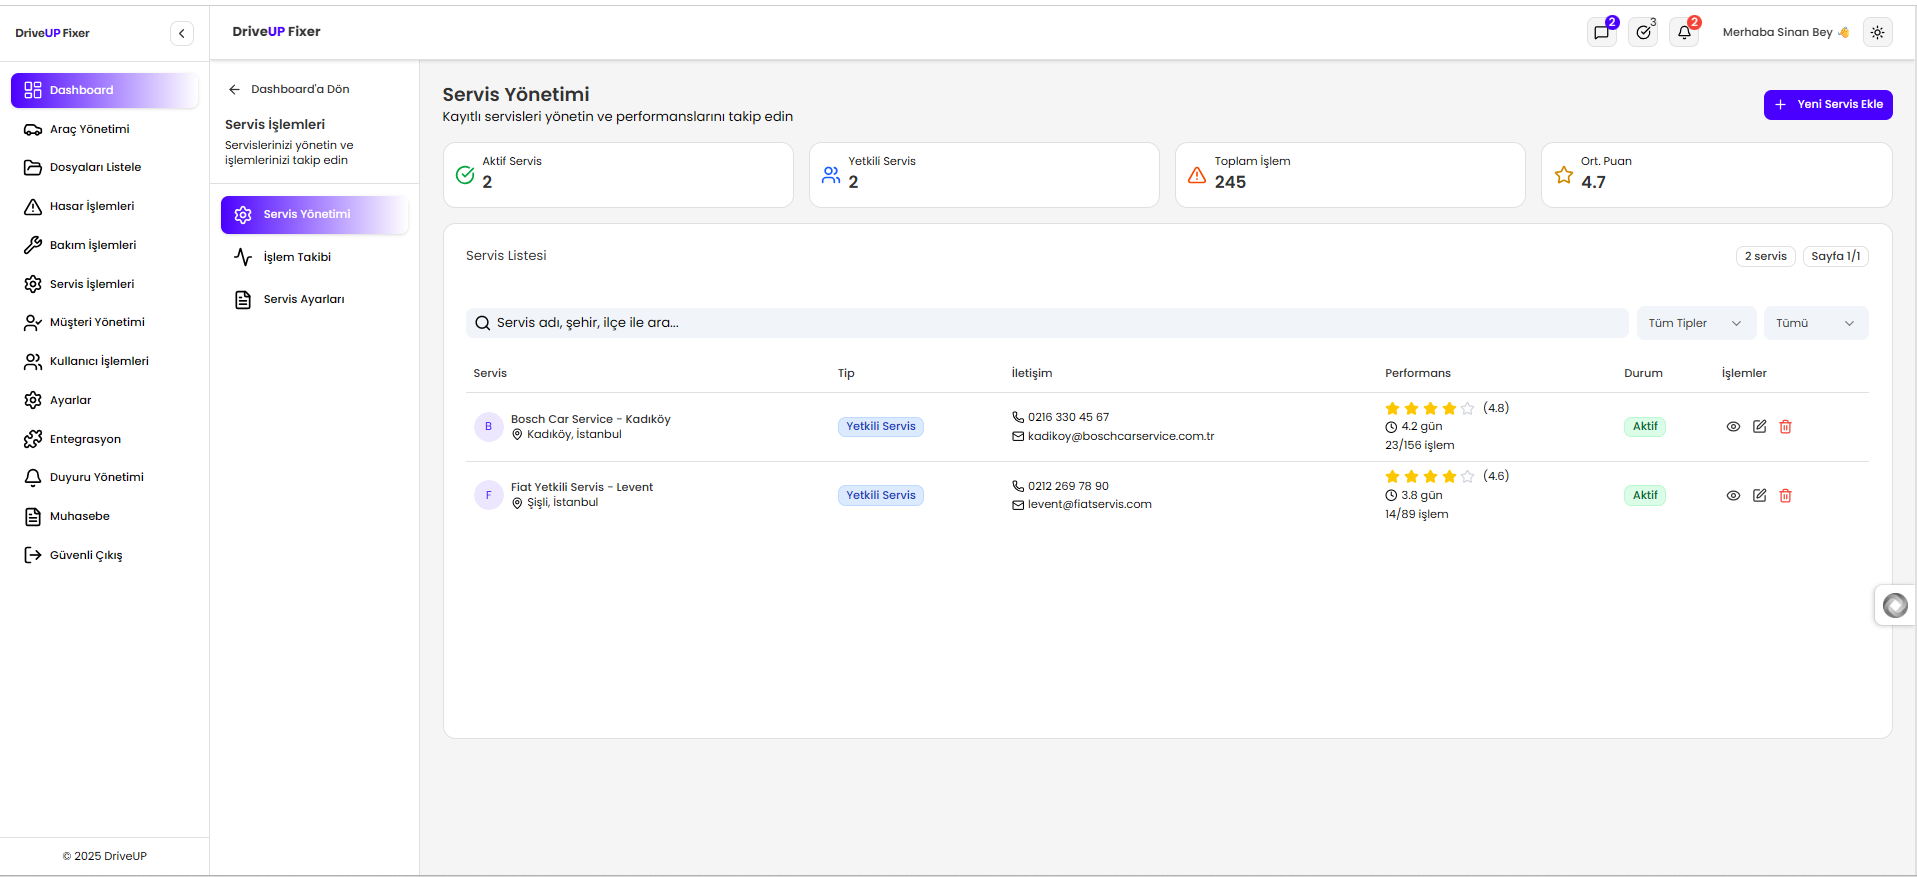 DriveUP Fixer
Dashboard
Araç Yönetimi
Dosyaları Listele
Hasar İşlemleri
Bakım İşlemleri
Servis İşlemleri
Müşteri Yönetimi
Kullanıcı İşlemleri
Ayarlar
Entegrasyon
Duyuru Yönetimi
Muhasebe
Güvenli Çıkış
© 2025 DriveUP
DriveUP Fixer
2
3
2
Merhaba Sinan Bey
Dashboard'a Dön
Servis İşlemleri
Servislerinizi yönetin ve
işlemlerinizi takip edin
Servis Yönetimi
İşlem Takibi
Servis Ayarları
Servis Yönetimi
Kayıtlı servisleri yönetin ve performanslarını takip edin
+ Yeni Servis Ekle
Aktif Servis
2
Yetkili Servis
2
Toplam İşlem
245
Ort. Puan
4.7
Servis Listesi
2 servis
Sayfa 1/1
Servis adı, şehir, ilçe ile ara...
Tüm Tipler
Tümü
Servis Tip İletişim Performans Durum İşlemler
B
Bosch Car Service - Kadıköy
Kadıköy, İstanbul
Yetkili Servis
0216 330 45 67
kadikoy@boschcarservice.com.tr
(4.8)
4.2 gün
23/156 işlem
Aktif
F
Fiat Yetkili Servis - Levent
Şişli, İstanbul
Yetkili Servis
0212 269 78 90
levent@fiatservis.com
(4.6)
3.8 gün
14/89 işlem
Aktif